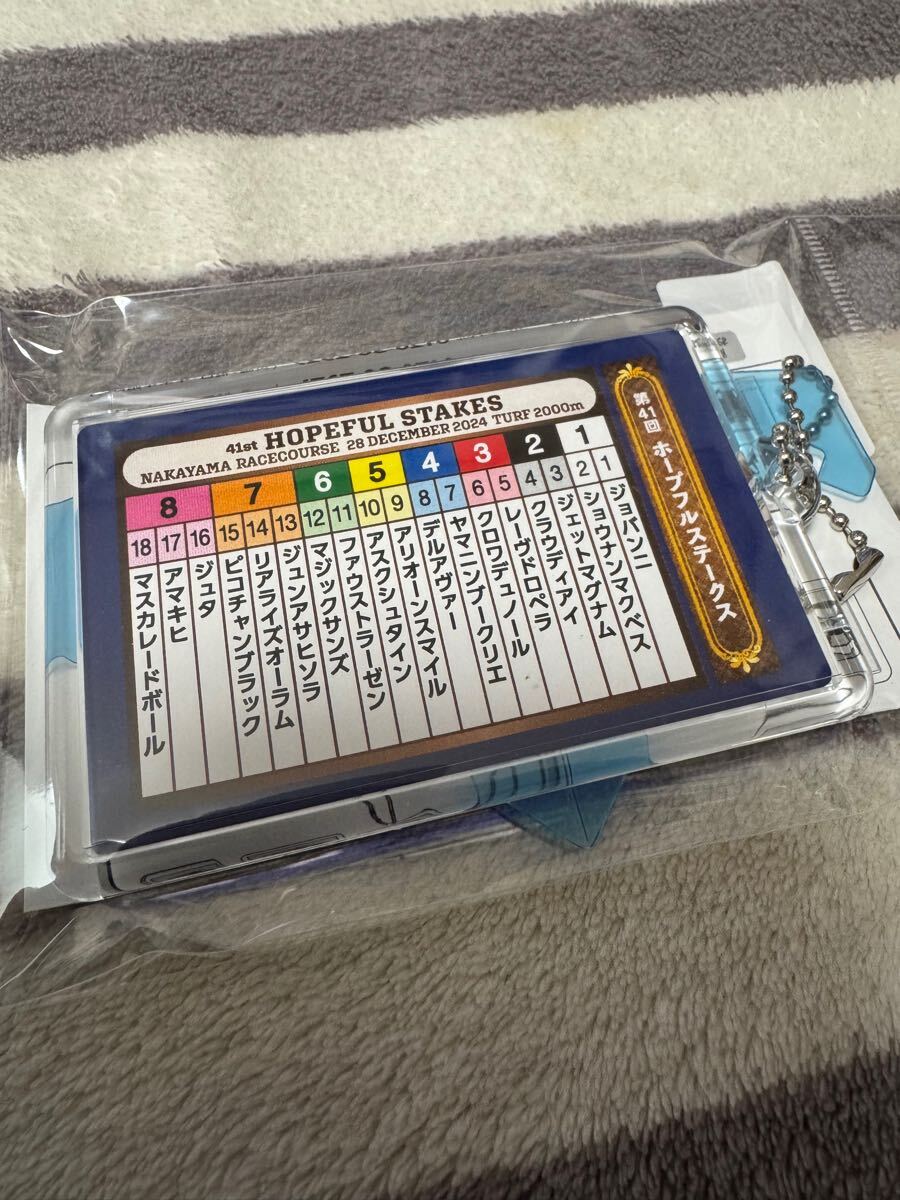 41st HOPEFUL STAKES
NAKAYAMA RACECOURSE 28 DECEMBER 2024 TURF 2000m
第41回 ホープフルステークス
1 2 3 4 5 6 7 8
1 ジョバンニ
2 ショウナンマクベス
3 ジェットマグナム
4 クラウディアイ
5 レーヴドロペラ
6 クロワデュノール
7 ヤマニンブークリエ
8 デルアヴァー
9 アリオーンスマイル
10 アスクシュタイン
11 ファウストラーゼン
12 マジックサンズ
13 ジュンアサヒソラ
14 リアライズオーラム
15 ピコチャンブラック
16 ジュタ
17 アマキヒ
18 マスカレードボール